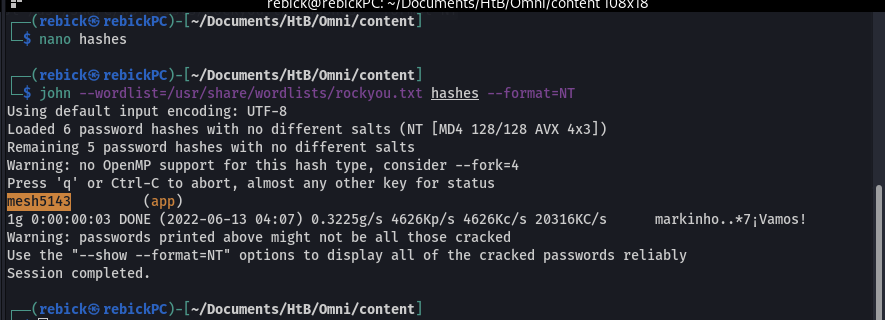 rebick@rebickPC: ~/Documents/HtB/Omni/content 108x18
┌──(rebick㉿rebickPC)-[~/Documents/HtB/Omni/content]
└─$ nano hashes
┌──(rebick㉿rebickPC)-[~/Documents/HtB/Omni/content]
└─$ john --wordlist=/usr/share/wordlists/rockyou.txt hashes --format=NT
Using default input encoding: UTF-8
Loaded 6 password hashes with no different salts (NT [MD4 128/128 AVX 4x3])
Remaining 5 password hashes with no different salts
Warning: no OpenMP support for this hash type, consider --fork=4
Press 'q' or Ctrl-C to abort, almost any other key for status
mesh5143         (app)
1g 0:00:00:03 DONE (2022-06-13 04:07) 0.3225g/s 4626Kp/s 4626Kc/s 20316KC/s      markinho..*7¡Vamos!
Warning: passwords printed above might not be all those cracked
Use the "--show --format=NT" options to display all of the cracked passwords reliably
Session completed.
┌──(rebick㉿rebickPC)-[~/Documents/HtB/Omni/content]
└─$